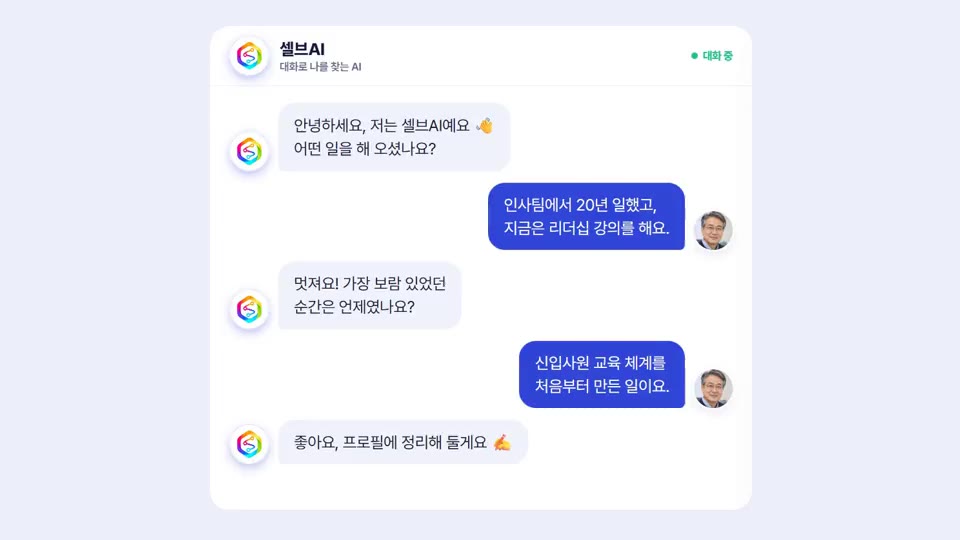 셀브AI
대화로 나를 찾는 AI
대화 중
안녕하세요, 저는 셀브AI예요 👋
어떤 일을 해 오셨나요?
인사팀에서 20년 일했고,
지금은 리더십 강의를 해요.
멋져요! 가장 보람 있었던
순간은 언제였나요?
신입사원 교육 체계를
처음부터 만든 일이요.
좋아요, 프로필에 정리해 둘게요 ✍️